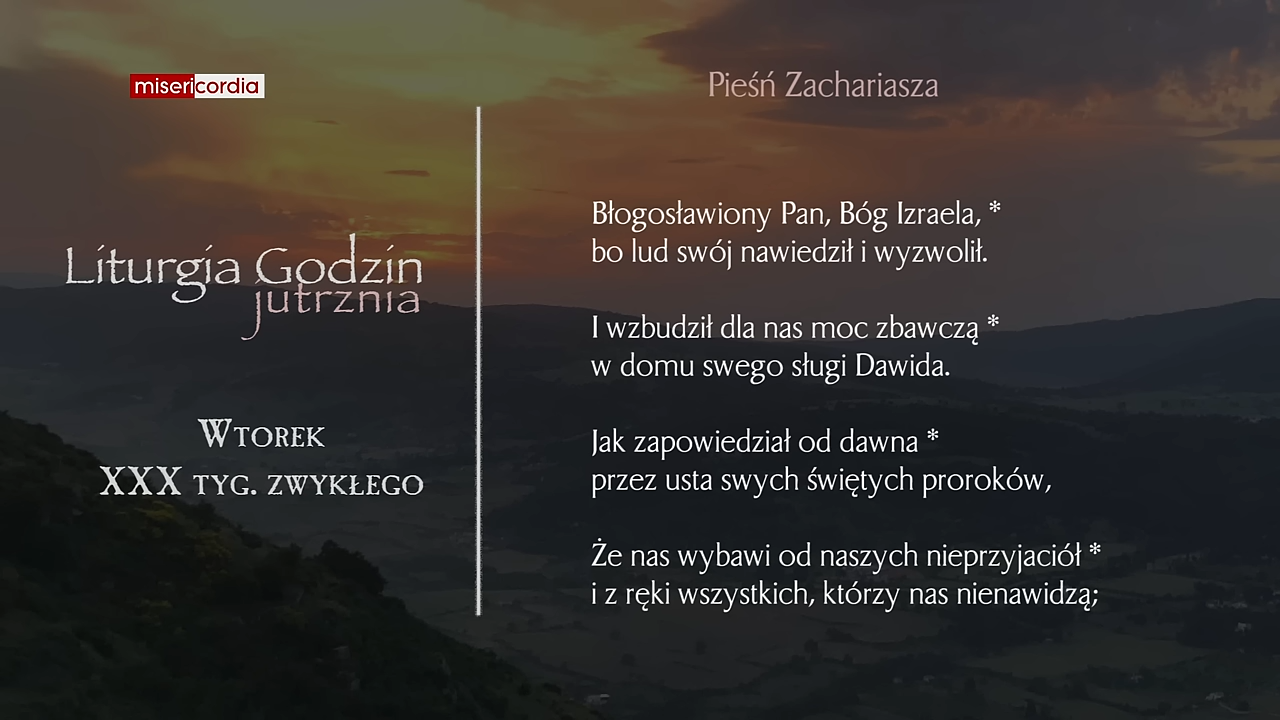 misericordia
Liturgia Godzin
jutrznia
Wtorek
XXX tyg. zwykłego
Pieśń Zachariasza
Błogosławiony Pan, Bóg Izraela, *
bo lud swój nawiedził i wyzwolił.
I wzbudził dla nas moc zbawczą *
w domu swego sługi Dawida.
Jak zapowiedział od dawna *
przez usta swych świętych proroków,
Że nas wybawi od naszych nieprzyjaciół *
i z ręki wszystkich, którzy nas nienawidzą;